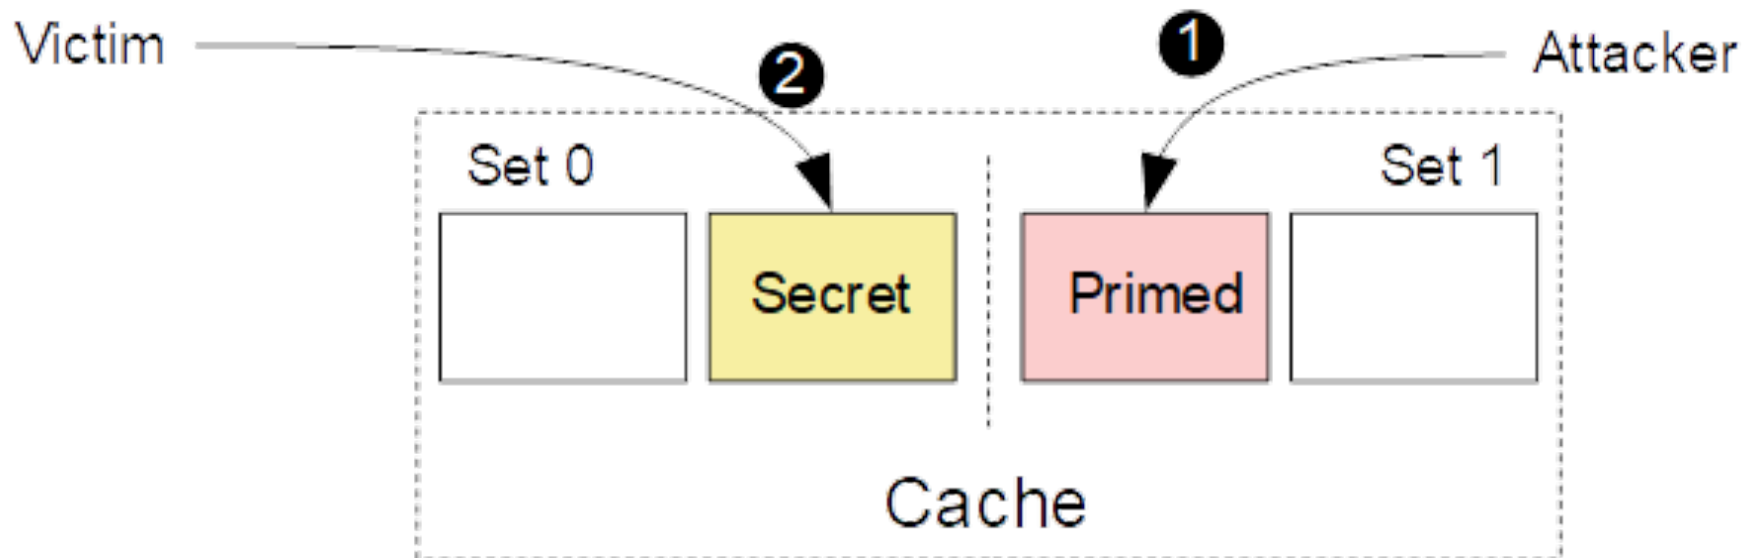 Victim
2
1
Attacker
Set 0
Set 1
Secret
Primed
Cache